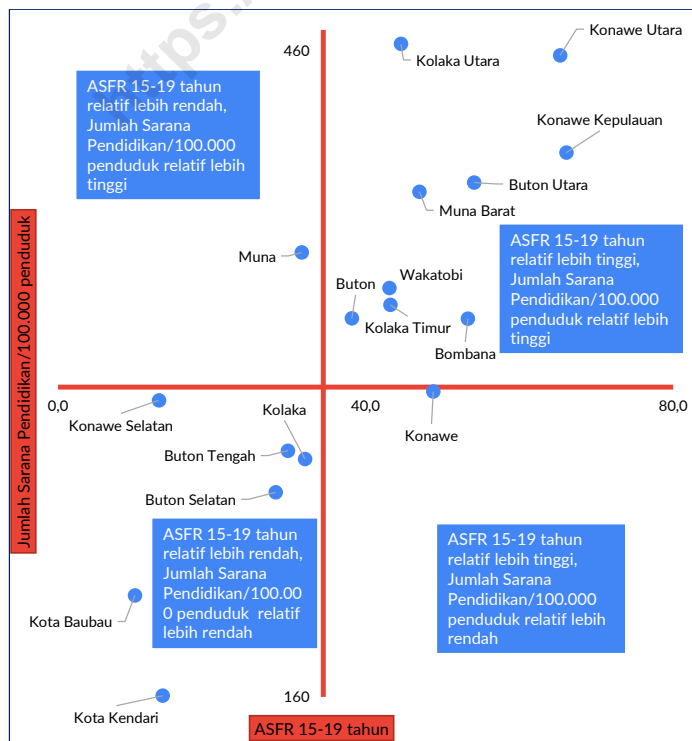 https:/
460
Konawe Utara
Kolaka Utara
ASFR 15-19 tahun
relatif lebih rendah,
Jumlah Sarana
Pendidikan/100.000
penduduk relatif lebih
tinggi
Konawe Kepulauan
Buton Utara
Muna Barat
Jumlah Sarana Pendidikan/100.000 penduduk
Muna
ASFR 15-19 tahun
relatif lebih tinggi,
Jumlah Sarana
Pendidikan/100.000
penduduk relatif lebih
tinggi
Wakatobi
Buton
Kolaka Timur
Bombana
0,0
40,0
80,0
Konawe Selatan
Kolaka
Konawe
Buton Tengah
Buton Selatan
ASFR 15-19 tahun
relatif lebih rendah,
Jumlah Sarana
Pendidikan/100.00
0 penduduk  relatif
lebih rendah
ASFR 15-19 tahun
relatif lebih tinggi,
Jumlah Sarana
Pendidikan/100.000
penduduk relatif lebih
rendah
Kota Baubau
160
Kota Kendari
ASFR 15-19 tahun